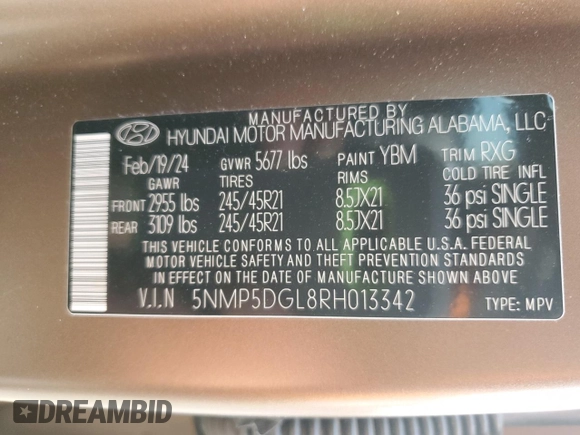 MANUFACTURED BY
HYUNDAI MOTOR MANUFACTURING ALABAMA, LLC
Feb/19/24 GVWR 5677 lbs PAINT YBM TRIM RXG
GAWR TIRES RIMS COLD TIRE INFL
FRONT 2955 lbs 245/45R21 8.5JX21 36 psi SINGLE
REAR 3109 lbs 245/45R21 8.5JX21 36 psi SINGLE
THIS VEHICLE CONFORMS TO ALL APPLICABLE U.S.A. FEDERAL
MOTOR VEHICLE SAFETY AND THEFT PREVENTION STANDARDS
IN EFFECT ON THE DATE OF MANUFACTURE SHOWN ABOVE
V.I.N 5NMP5DGL8RH013342 TYPE: MPV
DREAMBID